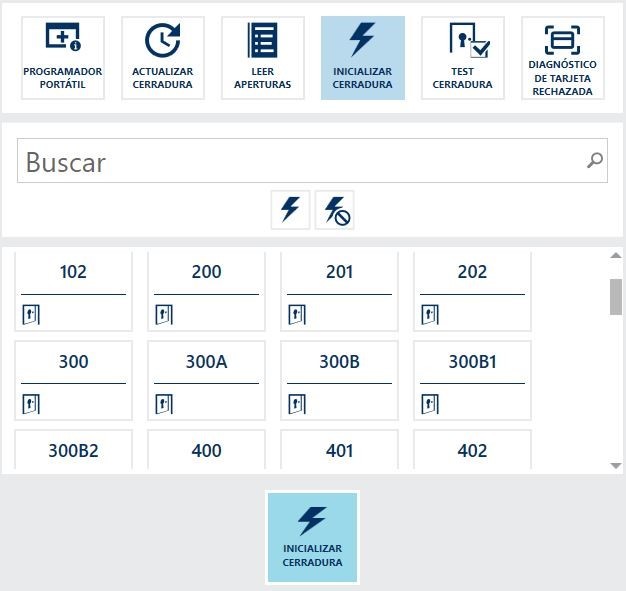 PROGRAMADOR
PORTÁTIL
ACTUALIZAR
CERRADURA
LEER
APERTURAS
INICIALIZAR
CERRADURA
TEST
CERRADURA
DIAGNÓSTICO
DE TARJETA
RECHAZADA
Buscar
102 200 201 202
300 300A 300B 300B1
300B2 400 401 402
INICIALIZAR
CERRADURA